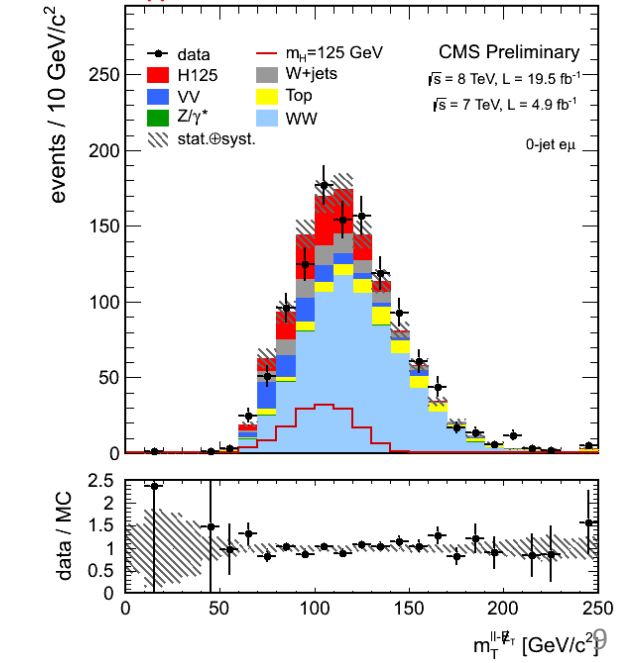 events / 10 GeV/c²
250
200
150
100
50
0
data
H125
VV
Z/γ*
stat.⊕syst.
m_H=125 GeV
W+jets
Top
WW
CMS Preliminary
√s = 8 TeV, L = 19.5 fb⁻¹
√s = 7 TeV, L = 4.9 fb⁻¹
0-jet eμ
data / MC
2.5
2
1.5
1
0.5
0
0 50 100 150 200 250
m_T^{ll-E̸_T} [GeV/c²]
9